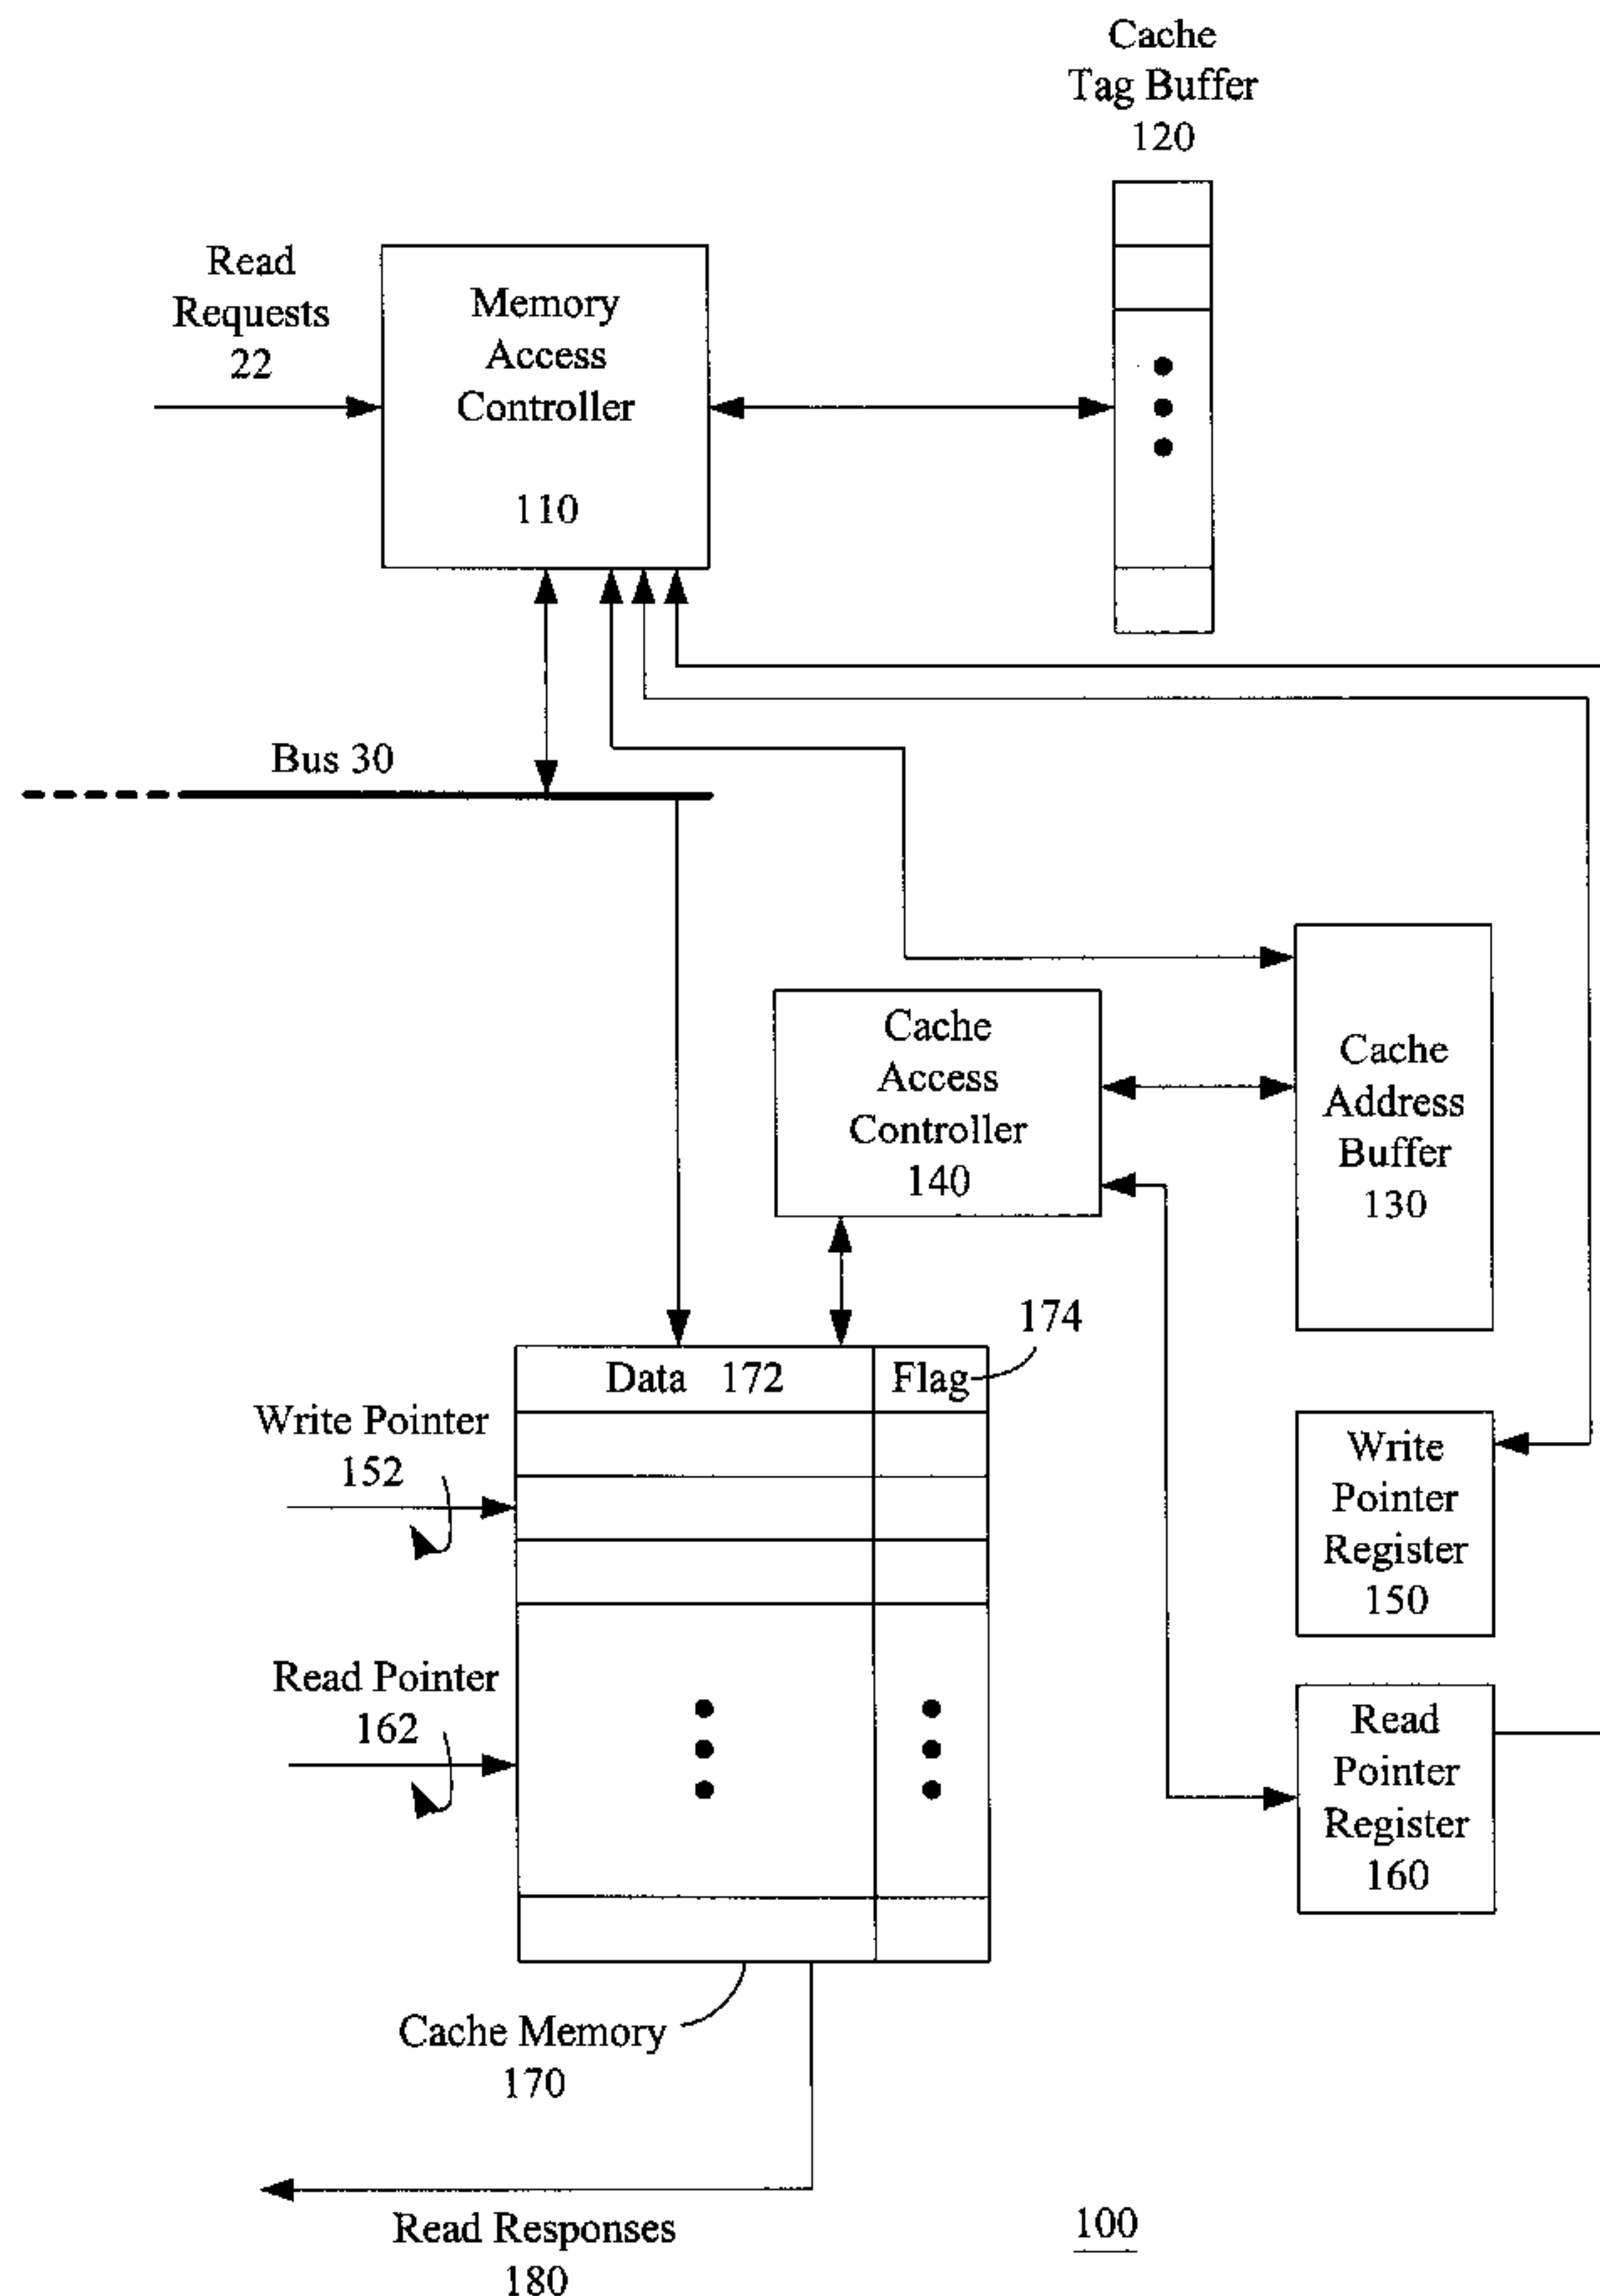 Cache
Tag Buffer
120
Read
Requests
22
Memory
Access
Controller
110
Bus 30
Cache
Access
Controller
140
Cache
Address
Buffer
130
174
Data 172 Flag
Write Pointer
152
Write
Pointer
Register
150
Read Pointer
162
Read
Pointer
Register
160
Cache Memory
170
Read Responses
180
100